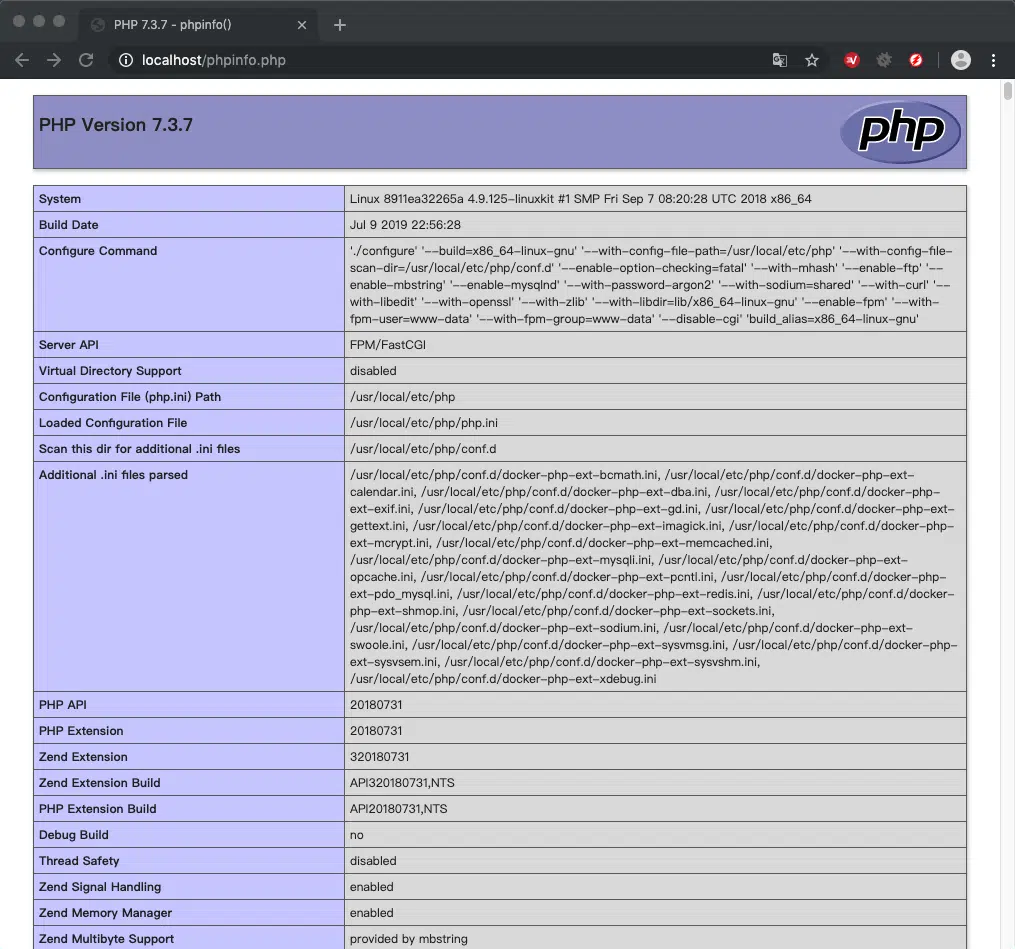 PHP 7.3.7 - phpinfo()
localhost/phpinfo.php
PHP Version 7.3.7
php
System
Linux 8911ea32265a 4.9.125-linuxkit #1 SMP Fri Sep 7 08:20:28 UTC 2018 x86_64
Build Date
Jul 9 2019 22:56:28
Configure Command
'./configure' '--build=x86_64-linux-gnu' '--with-config-file-path=/usr/local/etc/php' '--with-config-file-
scan-dir=/usr/local/etc/php/conf.d' '--enable-option-checking=fatal' '--with-mhash' '--enable-ftp' '--
enable-mbstring' '--enable-mysqlnd' '--with-password-argon2' '--with-sodium=shared' '--with-curl' '--
with-libedit' '--with-openssl' '--with-zlib' '--with-libdir=lib/x86_64-linux-gnu' '--enable-fpm' '--with-
fpm-user=www-data' '--with-fpm-group=www-data' '--disable-cgi' 'build_alias=x86_64-linux-gnu'
Server API
FPM/FastCGI
Virtual Directory Support
disabled
Configuration File (php.ini) Path
/usr/local/etc/php
Loaded Configuration File
/usr/local/etc/php/php.ini
Scan this dir for additional .ini files
/usr/local/etc/php/conf.d
Additional .ini files parsed
/usr/local/etc/php/conf.d/docker-php-ext-bcmath.ini, /usr/local/etc/php/conf.d/docker-php-ext-
calendar.ini, /usr/local/etc/php/conf.d/docker-php-ext-dba.ini, /usr/local/etc/php/conf.d/docker-php-
ext-exif.ini, /usr/local/etc/php/conf.d/docker-php-ext-gd.ini, /usr/local/etc/php/conf.d/docker-php-ext-
gettext.ini, /usr/local/etc/php/conf.d/docker-php-ext-imagick.ini, /usr/local/etc/php/conf.d/docker-php-
ext-mcrypt.ini, /usr/local/etc/php/conf.d/docker-php-ext-memcached.ini,
/usr/local/etc/php/conf.d/docker-php-ext-mysqli.ini, /usr/local/etc/php/conf.d/docker-php-ext-
opcache.ini, /usr/local/etc/php/conf.d/docker-php-ext-pcntl.ini, /usr/local/etc/php/conf.d/docker-php-
ext-pdo_mysql.ini, /usr/local/etc/php/conf.d/docker-php-ext-redis.ini, /usr/local/etc/php/conf.d/docker-
php-ext-shmop.ini, /usr/local/etc/php/conf.d/docker-php-ext-sockets.ini,
/usr/local/etc/php/conf.d/docker-php-ext-sodium.ini, /usr/local/etc/php/conf.d/docker-php-ext-
swoole.ini, /usr/local/etc/php/conf.d/docker-php-ext-sysvmsg.ini, /usr/local/etc/php/conf.d/docker-php-
ext-sysvsem.ini, /usr/local/etc/php/conf.d/docker-php-ext-sysvshm.ini,
/usr/local/etc/php/conf.d/docker-php-ext-xdebug.ini
PHP API
20180731
PHP Extension
20180731
Zend Extension
320180731
Zend Extension Build
API320180731,NTS
PHP Extension Build
API20180731,NTS
Debug Build
no
Thread Safety
disabled
Zend Signal Handling
enabled
Zend Memory Manager
enabled
Zend Multibyte Support
provided by mbstring